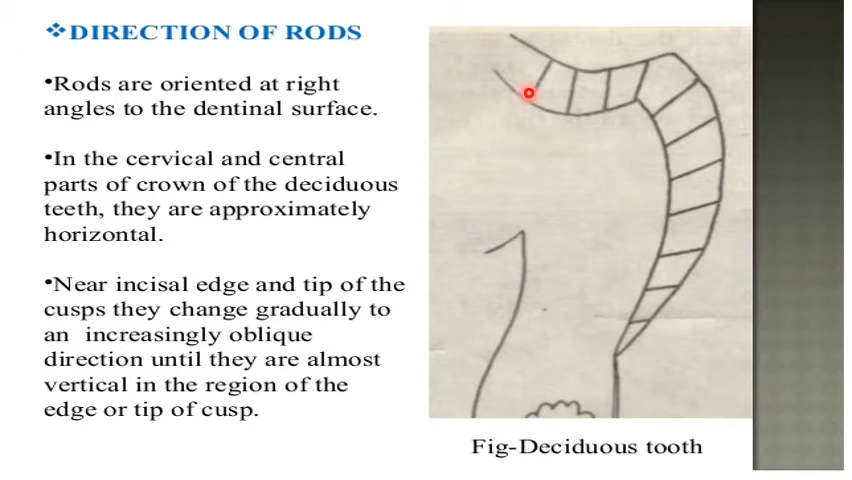 ❖DIRECTION OF RODS
•Rods are oriented at right
angles to the dentinal surface.
•In the cervical and central
parts of crown of the deciduous
teeth, they are approximately
horizontal.
•Near incisal edge and tip of the
cusps they change gradually to
an increasingly oblique
direction until they are almost
vertical in the region of the
edge or tip of cusp.
Fig-Deciduous tooth